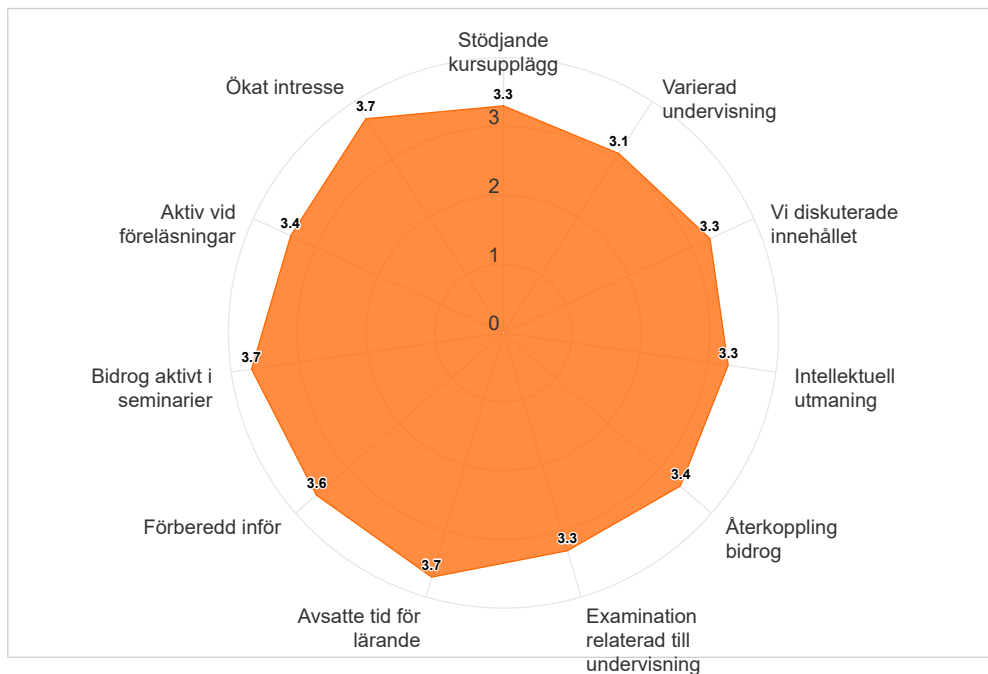 Stödjande
kursupplägg
3.3
Varierad
undervisning
3.1
Vi diskuterade
innehållet
3.3
Intellektuell
utmaning
3.3
Återkoppling
bidrog
3.4
Examination
relaterad till
undervisning
3.3
Avsatte tid för
lärande
3.7
Förberedd inför
3.6
Bidrog aktivt i
seminarier
3.7
Aktiv vid
föreläsningar
3.4
Ökat intresse
3.7
3
2
1
0